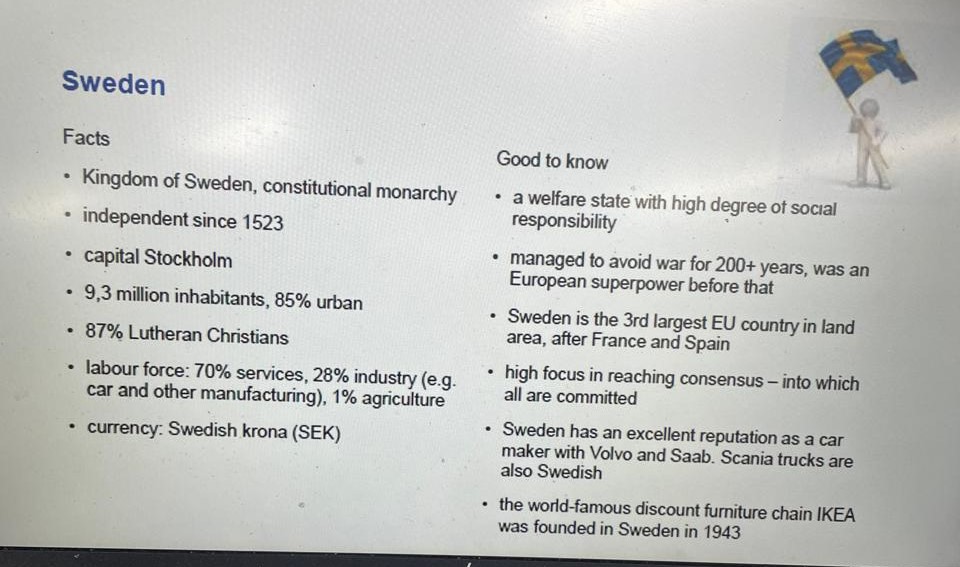 Sweden
Facts
• Kingdom of Sweden, constitutional monarchy
• independent since 1523
• capital Stockholm
• 9,3 million inhabitants, 85% urban
• 87% Lutheran Christians
• labour force: 70% services, 28% industry (e.g.
car and other manufacturing), 1% agriculture
• currency: Swedish krona (SEK)
Good to know
• a welfare state with high degree of social
responsibility
• managed to avoid war for 200+ years, was an
European superpower before that
• Sweden is the 3rd largest EU country in land
area, after France and Spain
• high focus in reaching consensus – into which
all are committed
• Sweden has an excellent reputation as a car
maker with Volvo and Saab. Scania trucks are
also Swedish
• the world-famous discount furniture chain IKEA
was founded in Sweden in 1943